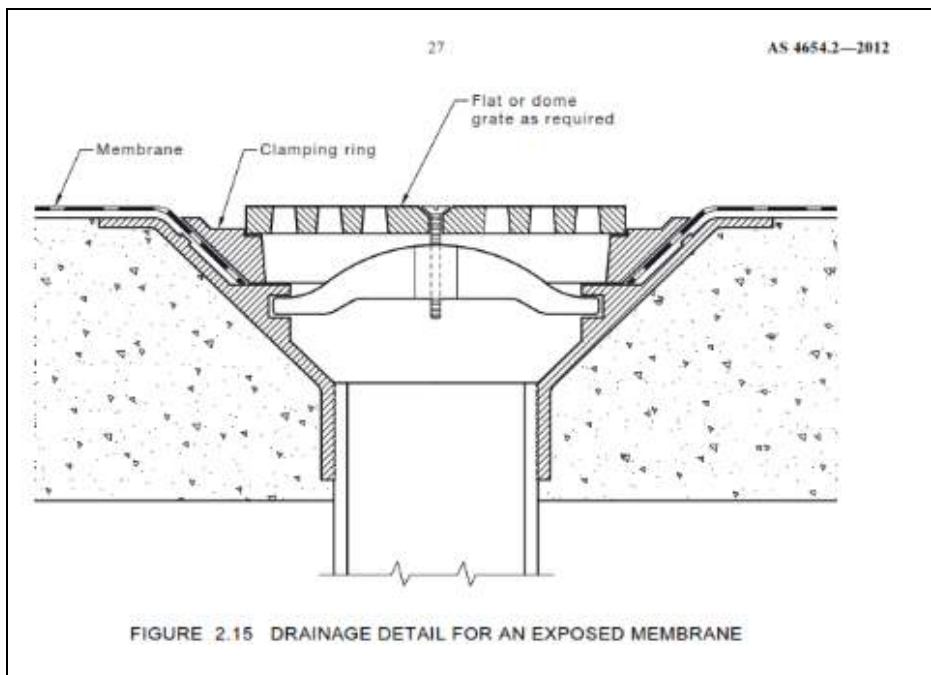 27
AS 4654.2—2012
Flat or dome
grate as required
Membrane
Clamping ring
FIGURE 2.15 DRAINAGE DETAIL FOR AN EXPOSED MEMBRANE